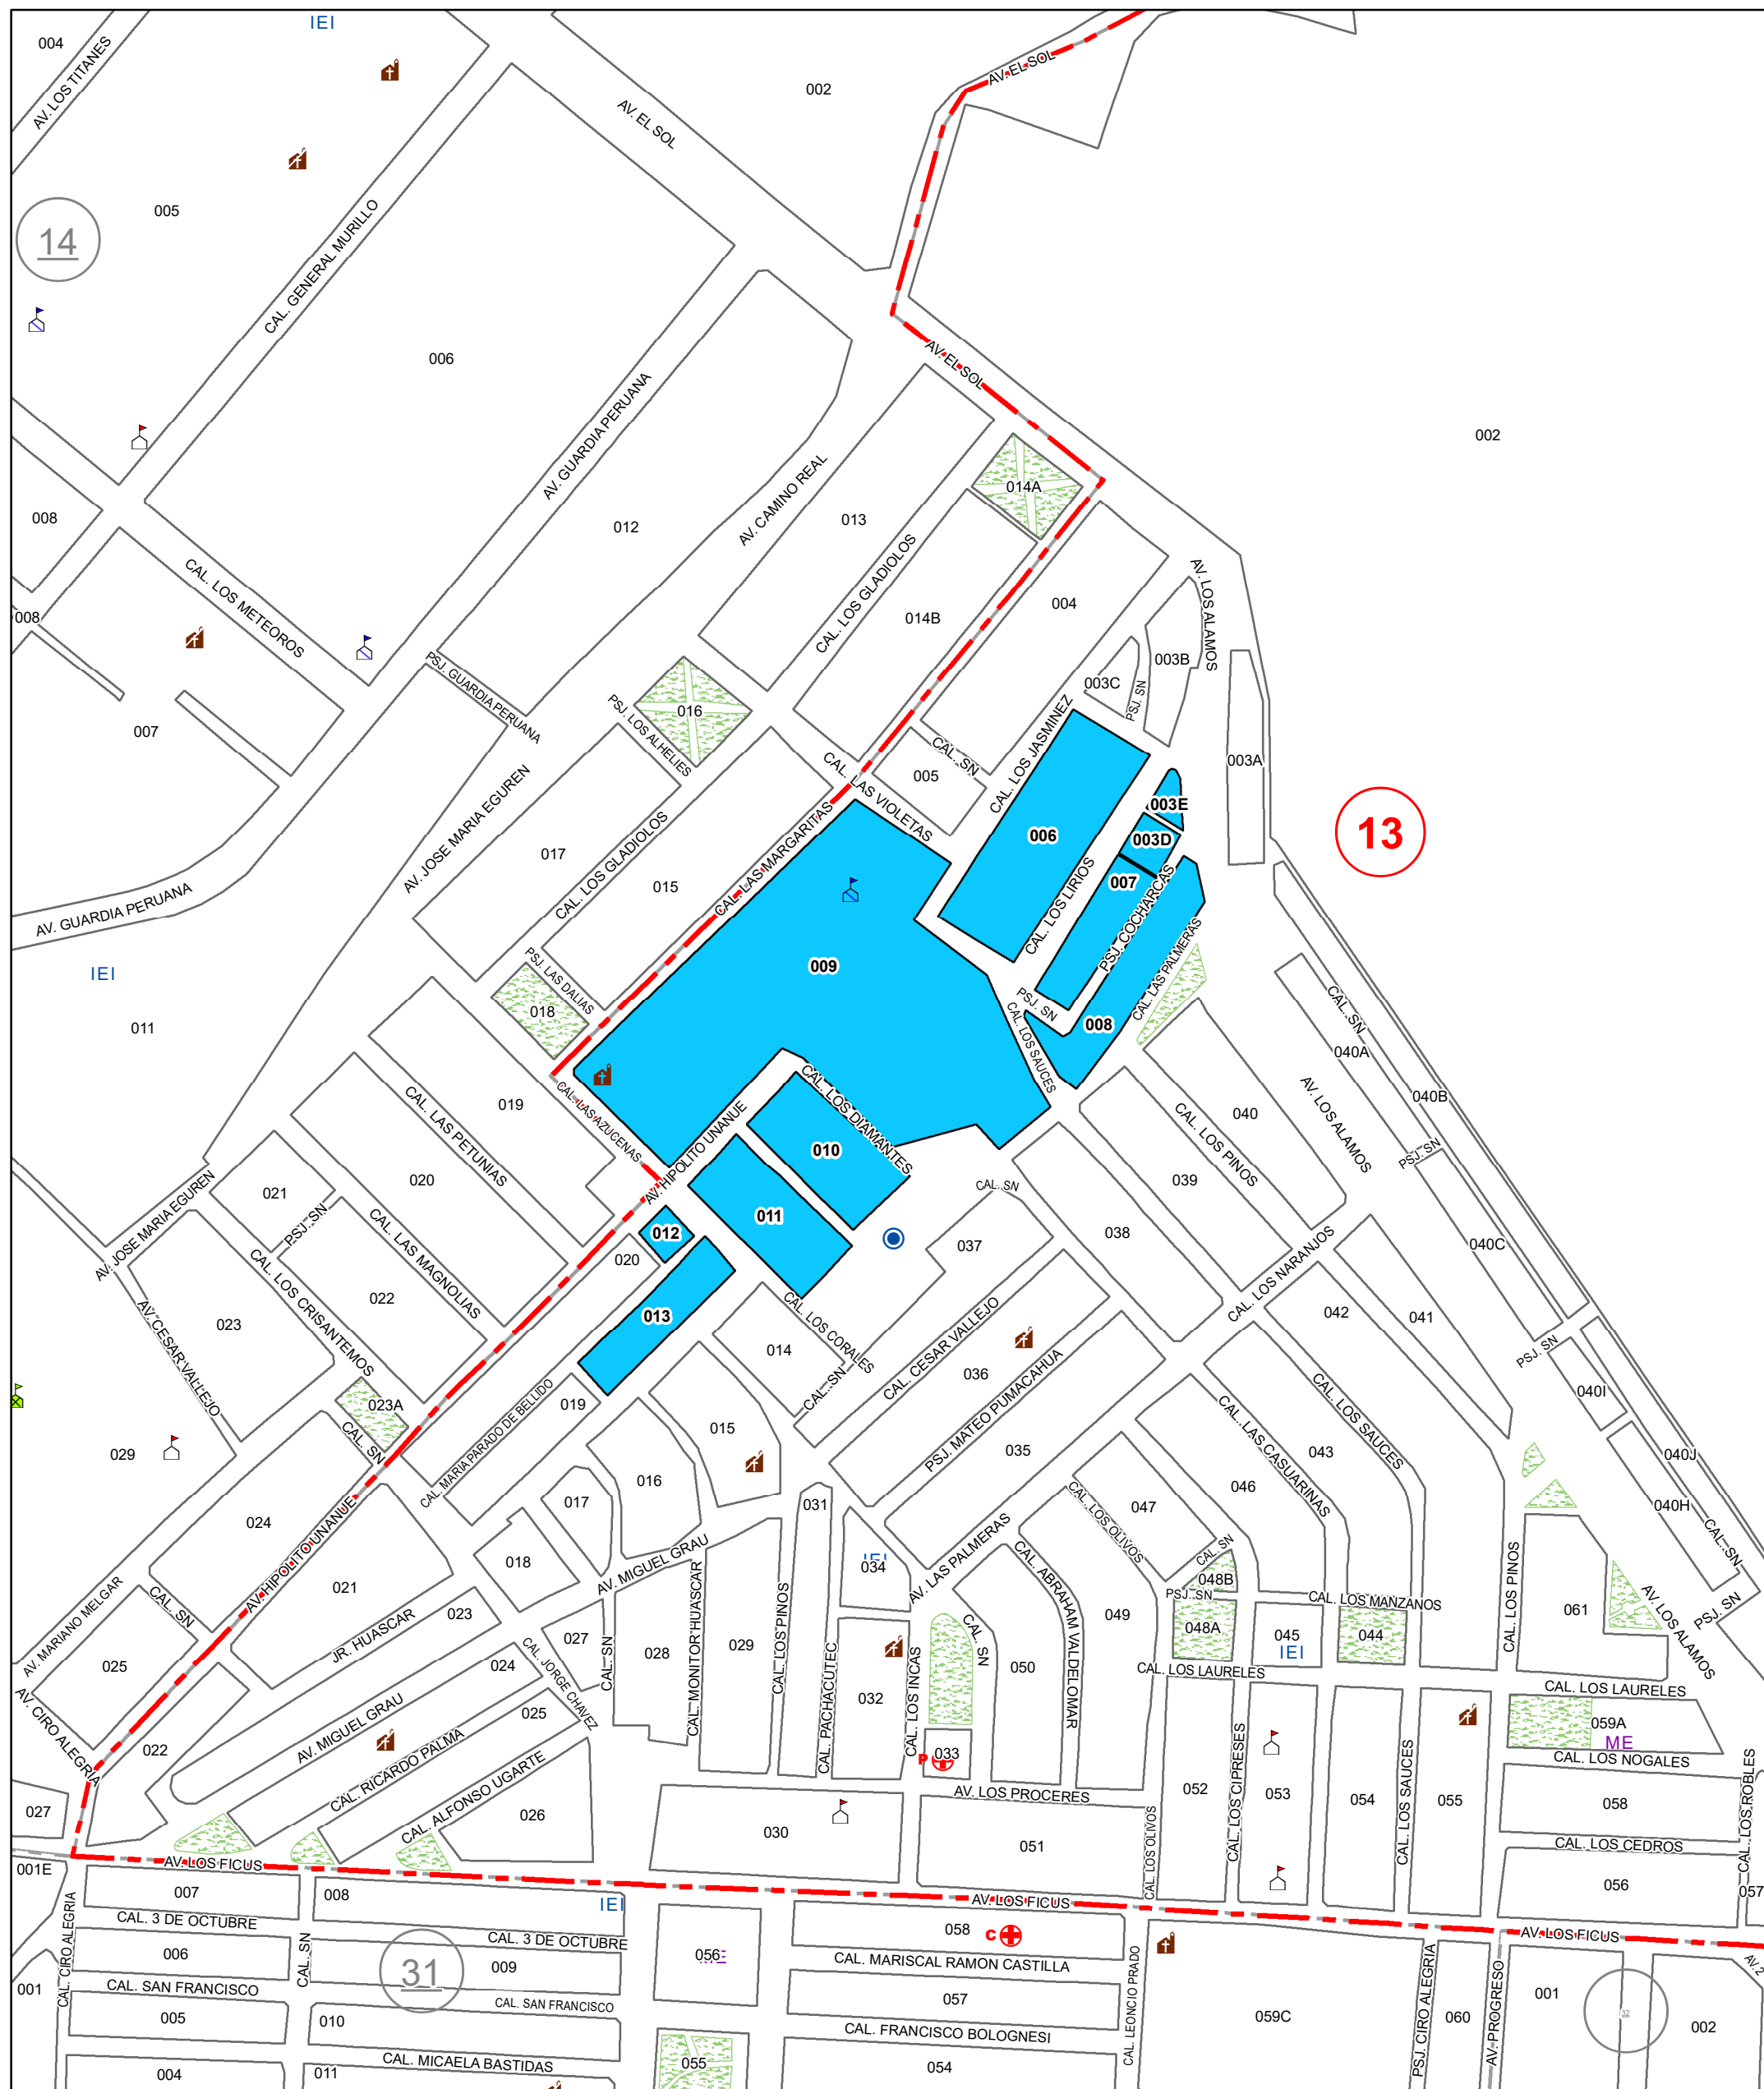 IEI
004
AV. LOS TITANES
002
AV. EL SOL
AV. EL SOL
005
14
CAL. GENERAL MURILLO
006
AV. EL SOL
AV. GUARDIA PERUANA
002
014A
AV. CAMINO REAL
013
008
012
CAL. LOS METEOROS
CAL. LOS GLADIOLOS
AV. LOS ALAMOS
004
014B
008
003B
PSJ. GUARDIA PERUANA
003C
PSJ. SN
016
PSJ. LOS ALHELIES
007
CAL. LOS JASMINEZ
CAL. SN
003A
005
CAL. LAS VIOLETAS
003E
AV. JOSE MARIA EGUREN
006
13
003D
CAL. LAS MARGARITAS
017
CAL. LOS GLADIOLOS
015
007
AV. GUARDIA PERUANA
CAL. LOS LIRIOS
PSJ. COCHARCAS
CAL. LAS PALMERAS
009
IEI
PSJ. LAS DALIAS
018
PSJ. SN
CAL. SN
011
008
CAL. LOS SAUCES
040A
019
CAL. LAS AZUCENAS
CAL. LAS PETUNIAS
CAL. LOS DIAMANTES
040B
040
AV. LOS ALAMOS
CAL. LOS PINOS
AV. HIPOLITO UNANUE
010
PSJ. SN
020
039
021
CAL. SN
AV. JOSE MARIA EGUREN
PSJ. SN
CAL. LAS MAGNOLIAS
011
012
038
037
040C
020
CAL. LOS CRISANTEMOS
022
CAL. LOS NARANJOS
023
AV. CESAR VALLEJO
013
CAL. LOS CORALES
042
041
014
CAL. CESAR VALLEJO
PSJ. SN
036
CAL. SN
040I
023A
CAL. SN
019
CAL. MARIA PARADO DE BELLIDO
015
PSJ. MATEO PUMACAHUA
CAL. LOS SAUCES
CAL. LAS CASUARINAS
029
035
043
040J
016
046
017
031
047
CAL. LOS OLIVOS
040H
024
AV. HIPOLITO UNANUE
018
AV. MIGUEL GRAU
IEI
034
AV. LAS PALMERAS
CAL. SN
CAL. SN
021
CAL. ABRAHAM VALDELOMAR
048B
PSJ. SN
CAL. LOS MANZANOS
CAL. LOS PINOS
061
AV. LOS ALAMOS
PSJ. SN
AV. MARIANO MELGAR
CAL. SN
JR. HUASCAR
023
027
CAL. SN
CAL. JORGE CHAVEZ
028
CAL. MONITOR HUASCAR
029
CAL. LOS PINOS
CAL. SN
049
048A
045
IEI
044
025
024
050
CAL. LOS LAURELES
CAL. LOS LAURELES
AV. CIRO ALEGRIA
AV. MIGUEL GRAU
CAL. PACHACUTEC
032
CAL. LOS INCAS
025
059A
ME
022
CAL. RICARDO PALMA
P
033
CAL. LOS NOGALES
CAL. ALFONSO UGARTE
052
CAL. LOS CIPRESES
053
054
CAL. LOS SAUCES
055
CAL. LOS ROBLES
AV. LOS PROCERES
027
026
058
030
051
CAL. LOS OLIVOS
CAL. LOS CEDROS
AV. LOS FICUS
001E
007
008
IEI
AV. LOS FICUS
056
057
CAL. CIRO ALEGRIA
CAL. 3 DE OCTUBRE
CAL. 3 DE OCTUBRE
058
C
AV. LOS FICUS
006
CAL. SN
009
31
056
CAL. MARISCAL RAMON CASTILLA
CAL. LEONCIO PRADO
PSJ. CIRO ALEGRIA
AV. PROGRESO
AV. 2
001
CAL. SAN FRANCISCO
CAL. SAN FRANCISCO
057
001
005
010
059C
060
32
002
CAL. FRANCISCO BOLOGNESI
CAL. MICAELA BASTIDAS
055
054
004
011